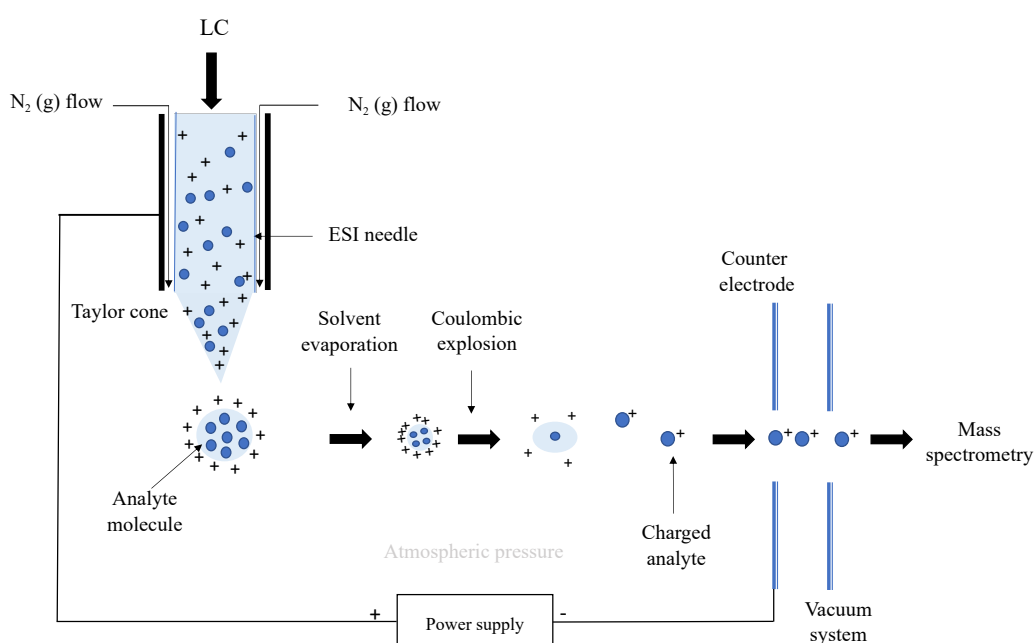 LC
N₂ (g) flow
N₂ (g) flow
ESI needle
Taylor cone
Solvent
evaporation
Coulombic
explosion
Counter
electrode
Mass
spectrometry
Analyte
molecule
Charged
analyte
Atmospheric pressure
Vacuum
system
+
Power supply
-